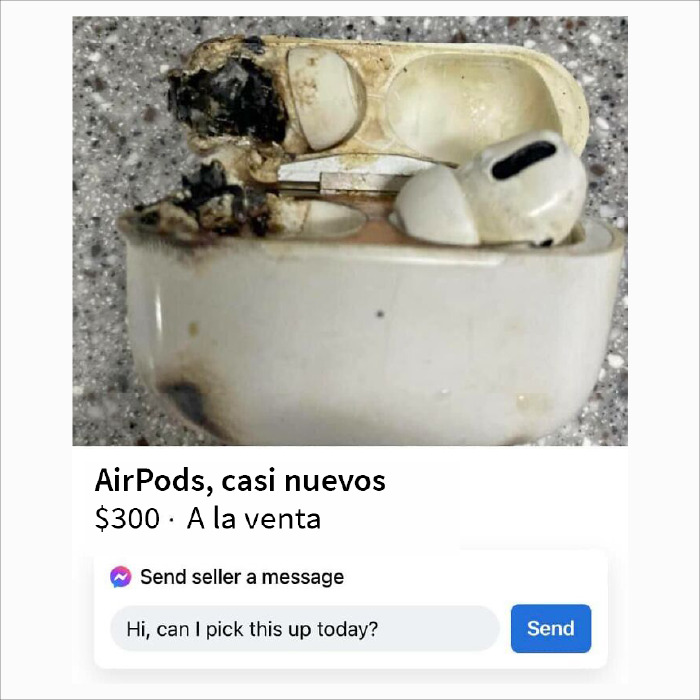 AirPods, casi nuevos
$300 · A la venta
Send seller a message
Hi, can I pick this up today?
Send